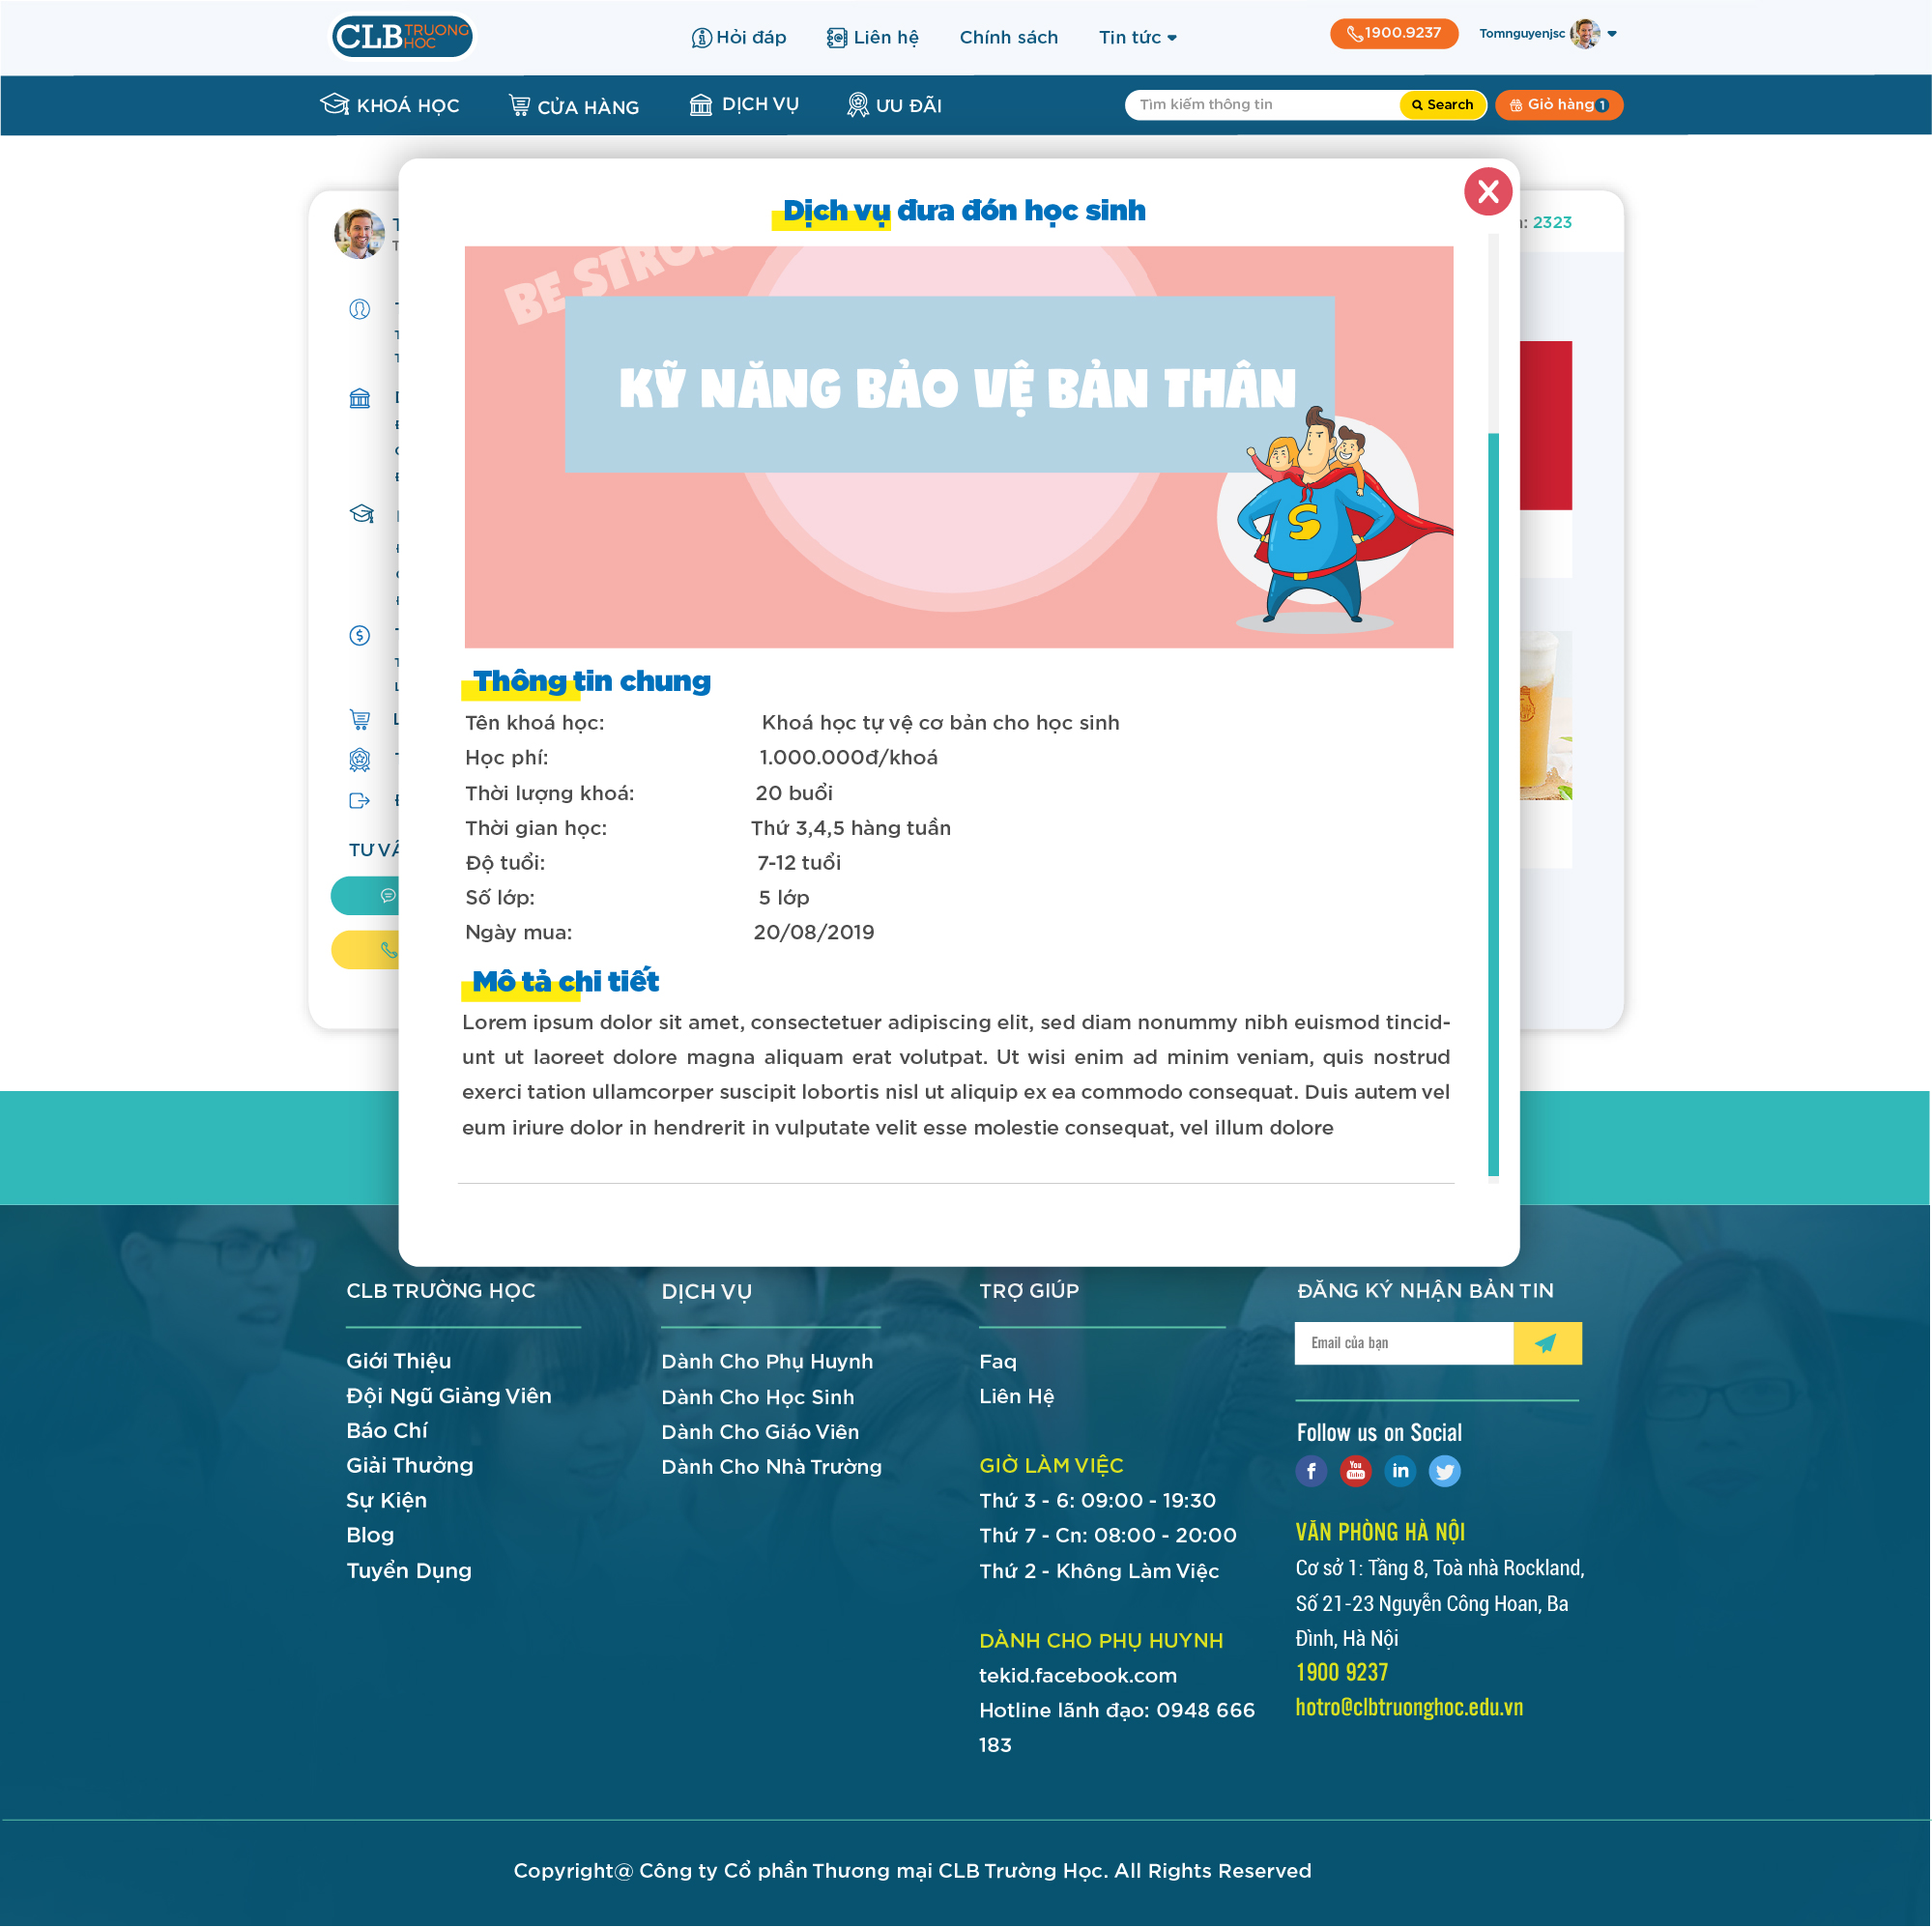 CLB TRUONG HOC
Hỏi đáp
Liên hệ
Chính sách
Tin tức
1900.9237
Tomnguyenjsc
KHOÁ HỌC
CỬA HÀNG
DỊCH VỤ
ƯU ĐÃI
Tìm kiếm thông tin
Search
Giỏ hàng 1
Dịch vụ đưa đón học sinh
: 2323
BE STRON
KỸ NĂNG BẢO VỆ BẢN THÂN
S
Thông tin chung
Tên khoá học: Khoá học tự vệ cơ bản cho học sinh
Học phí: 1.000.000đ/khoá
Thời lượng khoá: 20 buổi
Thời gian học: Thứ 3,4,5 hàng tuần
Độ tuổi: 7-12 tuổi
Số lớp: 5 lớp
Ngày mua: 20/08/2019
TƯ VẤ
Mô tả chi tiết
Lorem ipsum dolor sit amet, consectetuer adipiscing elit, sed diam nonummy nibh euismod tincid-
unt ut laoreet dolore magna aliquam erat volutpat. Ut wisi enim ad minim veniam, quis nostrud
exerci tation ullamcorper suscipit lobortis nisl ut aliquip ex ea commodo consequat. Duis autem vel
eum iriure dolor in hendrerit in vulputate velit esse molestie consequat, vel illum dolore
CLB TRƯỜNG HỌC
Giới Thiệu
Đội Ngũ Giảng Viên
Báo Chí
Giải Thưởng
Sự Kiện
Blog
Tuyển Dụng
DỊCH VỤ
Dành Cho Phụ Huynh
Dành Cho Học Sinh
Dành Cho Giáo Viên
Dành Cho Nhà Trường
TRỢ GIÚP
Faq
Liên Hệ
GIỜ LÀM VIỆC
Thứ 3 - 6: 09:00 - 19:30
Thứ 7 - Cn: 08:00 - 20:00
Thứ 2 - Không Làm Việc
DÀNH CHO PHỤ HUYNH
tekid.facebook.com
Hotline lãnh đạo: 0948 666
183
ĐĂNG KÝ NHẬN BẢN TIN
Email của bạn
Follow us on Social
f
You Tube
in
VĂN PHÒNG HÀ NỘI
Cơ sở 1: Tầng 8, Toà nhà Rockland,
Số 21-23 Nguyễn Công Hoan, Ba
Đình, Hà Nội
1900 9237
hotro@clbtruonghoc.edu.vn
Copyright@ Công ty Cổ phần Thương mại CLB Trường Học. All Rights Reserved